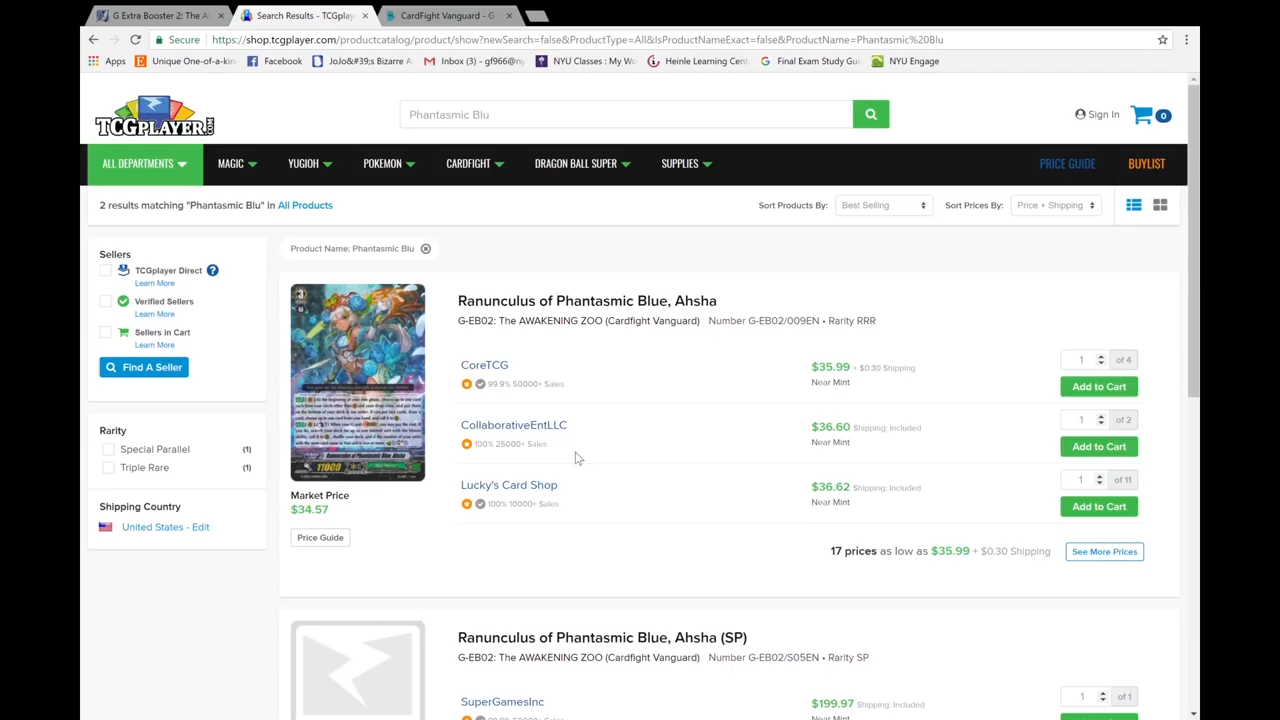 G Extra Booster 2: The A
Search Results - TCGplay
CardFight Vanguard - G
Secure
https://shop.tcgplayer.com/productcatalog/product/show?newSearch=false&ProductType=All&IsProductNameExact=false&ProductName=Phantasmic%20Blu
Apps
Unique One-of-a-kin
Facebook
JoJo&#39;s Bizarre A
Inbox (3) - gf966@ny
NYU Classes : My Wo
Heinle Learning Cent
Final Exam Study Gui
NYU Engage
TCGPLAYER.COM
Phantasmic Blu
Sign In
0
ALL DEPARTMENTS
MAGIC
YUGIOH
POKEMON
CARDFIGHT
DRAGON BALL SUPER
SUPPLIES
PRICE GUIDE
BUYLIST
2 results matching "Phantasmic Blu" in All Products
Sort Products By:
Best Selling
Sort Prices By:
Price + Shipping
Sellers
TCGplayer Direct ?
Learn More
Verified Sellers
Learn More
Sellers in Cart
Learn More
Find A Seller
Rarity
Special Parallel (1)
Triple Rare (1)
Shipping Country
United States - Edit
Product Name: Phantasmic Blu
3
11000
Ranunculus of Phantasmic Blue, Ahsha
Market Price
$34.57
Price Guide
Ranunculus of Phantasmic Blue, Ahsha
G-EB02: The AWAKENING ZOO (Cardfight Vanguard) Number G-EB02/009EN • Rarity RRR
CoreTCG
99.9% 50000+ Sales
$35.99 + $0.30 Shipping
Near Mint
1 of 4
Add to Cart
CollaborativeEntLLC
100% 25000+ Sales
$36.60 Shipping: Included
Near Mint
1 of 2
Add to Cart
Lucky's Card Shop
100% 10000+ Sales
$36.62 Shipping: Included
Near Mint
1 of 11
Add to Cart
17 prices as low as $35.99 + $0.30 Shipping
See More Prices
Ranunculus of Phantasmic Blue, Ahsha (SP)
G-EB02: The AWAKENING ZOO (Cardfight Vanguard) Number G-EB02/S05EN • Rarity SP
SuperGamesInc
$199.97 Shipping: Included
1 of 1